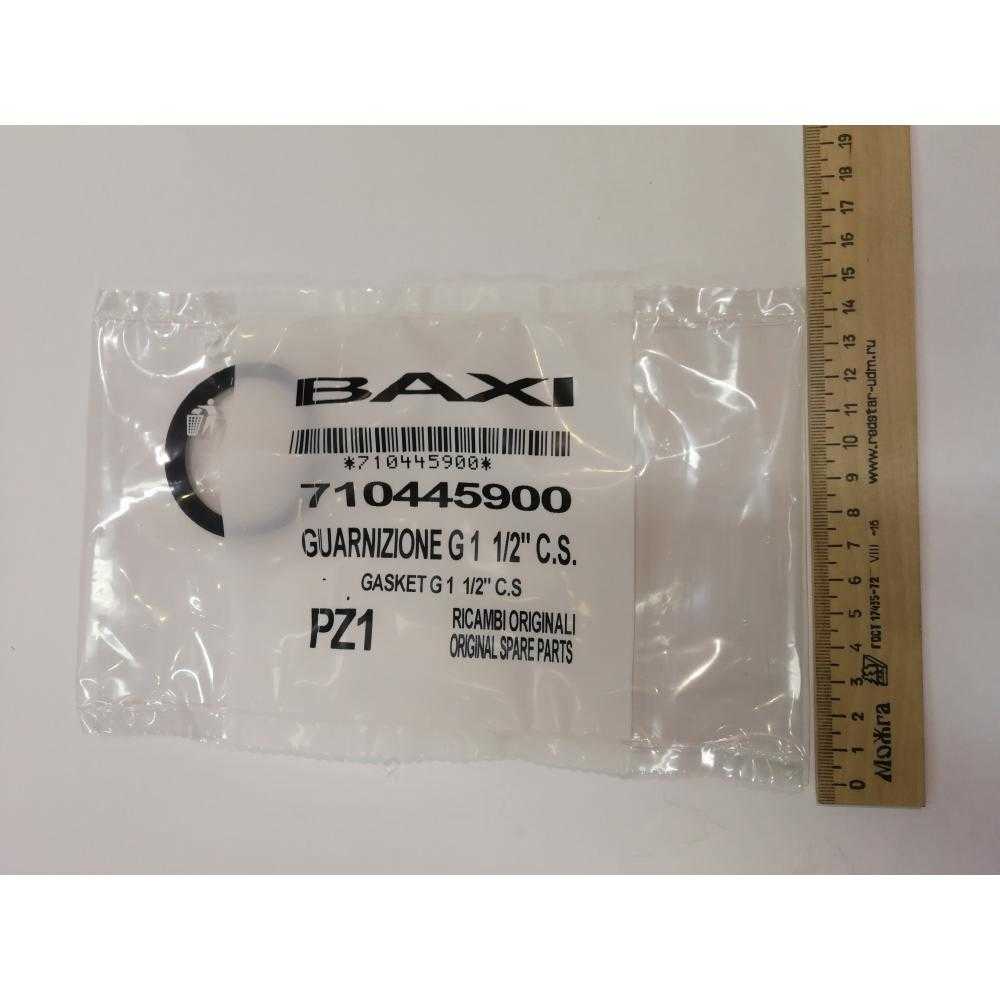 BAXI
*710445900*
710445900
GUARNIZIONE G 1 1/2" C.S.
GASKET G 1 1/2" C.S
PZ1
RICAMBI ORIGINALI
ORIGINAL SPARE PARTS
0 1 2 3 4 5 6 7 8 9 10 11 12 13 14 15 16 17 18 19
Можга
ГОСТ 17435-72 VIII -16
www.redstar-udm.ru